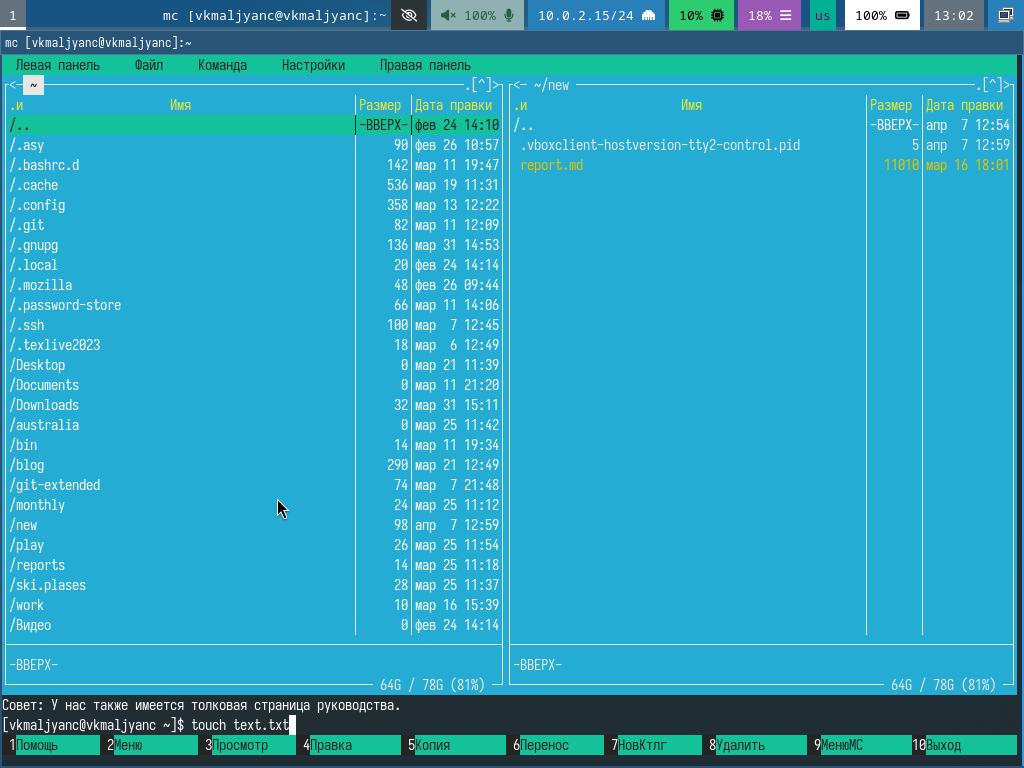 1 mc [vkmaljyanc@vkmaljyanc]:~ 100% 10.0.2.15/24 10% 18% us 100% 13:02
mc [vkmaljyanc@vkmaljyanc]:~
Левая панель Файл Команда Настройки Правая панель
<─ ~ .[^]> <─ ~/new .[^]>
.и Имя Размер Дата правки .и Имя Размер Дата правки
/.. -ВВЕРХ- фев 24 14:10 /.. -ВВЕРХ- апр 7 12:54
/.asy 90 фев 26 10:57 .vboxclient-hostversion-tty2-control.pid 5 апр 7 12:59
/.bashrc.d 142 мар 11 19:47 report.md 11010 мар 16 18:01
/.cache 536 мар 19 11:31
/.config 358 мар 13 12:22
/.git 82 мар 11 12:09
/.gnupg 136 мар 31 14:53
/.local 20 фев 24 14:14
/.mozilla 48 фев 26 09:44
/.password-store 66 мар 11 14:06
/.ssh 100 мар 7 12:45
/.texlive2023 18 мар 6 12:49
/Desktop 0 мар 21 11:39
/Documents 0 мар 11 21:20
/Downloads 32 мар 31 15:11
/australia 0 мар 25 11:42
/bin 14 мар 11 19:34
/blog 290 мар 21 12:49
/git-extended 74 мар 7 21:48
/monthly 24 мар 25 11:12
/new 98 апр 7 12:59
/play 26 мар 25 11:54
/reports 14 мар 25 11:18
/ski.plases 28 мар 25 11:37
/work 10 мар 16 15:39
/Видео 0 фев 24 14:14
-ВВЕРХ- -ВВЕРХ-
64G / 78G (81%) 64G / 78G (81%)
Совет: У нас также имеется толковая страница руководства.
[vkmaljyanc@vkmaljyanc ~]$ touch text.txt
1Помощь 2Меню 3Просмотр 4Правка 5Копия 6Перенос 7НовКтлг 8Удалить 9МенюМС 10Выход